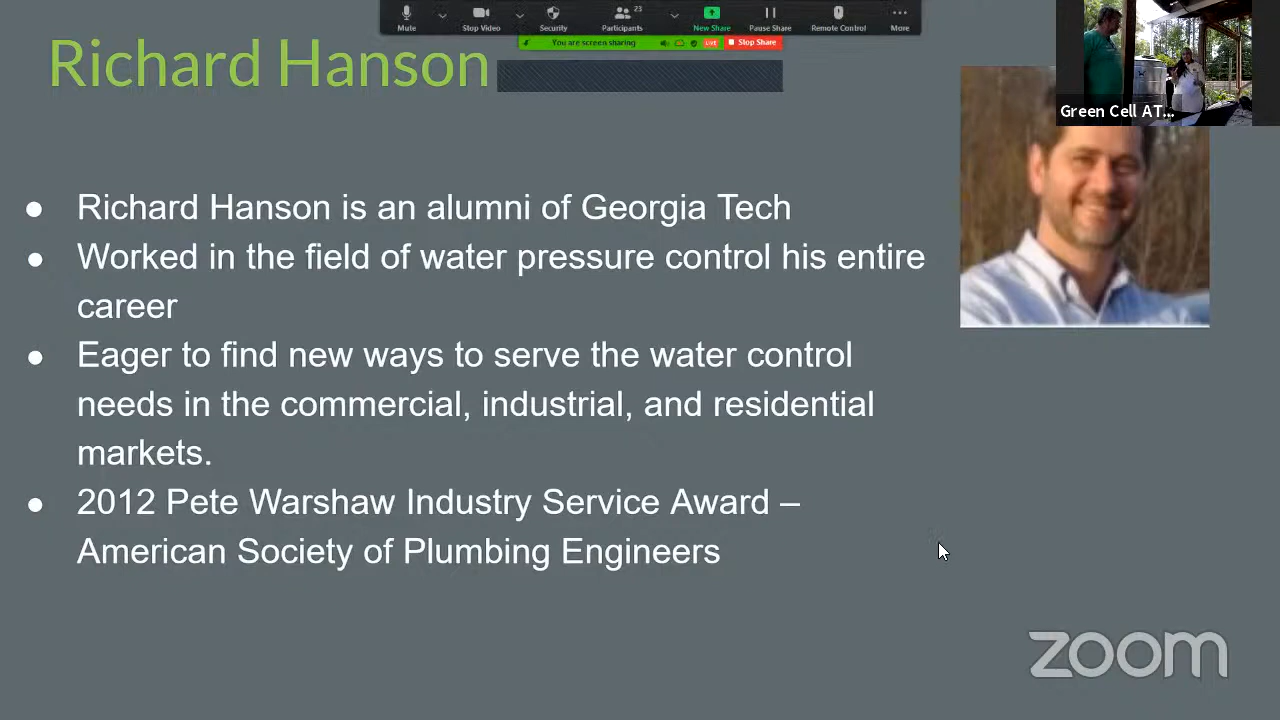 23
Mute
Stop Video
Security
Participants
New Share
Pause Share
Remote Control
More
You are screen sharing
LIVE
Stop Share
Richard Hanson
Green Cell AT...
● Richard Hanson is an alumni of Georgia Tech
● Worked in the field of water pressure control his entire
career
● Eager to find new ways to serve the water control
needs in the commercial, industrial, and residential
markets.
● 2012 Pete Warshaw Industry Service Award –
American Society of Plumbing Engineers
zoom